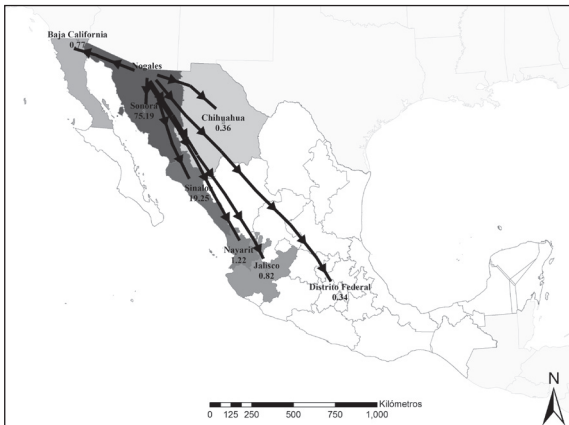 Baja California
0.77
Nogales
Sonora
75.19
Chihuahua
0.36
Sinaloa
19.25
Nayarit
1.22
Jalisco
0.82
Distrito Federal
0.34
N
Kilómetros
0 125 250 500 750 1,000